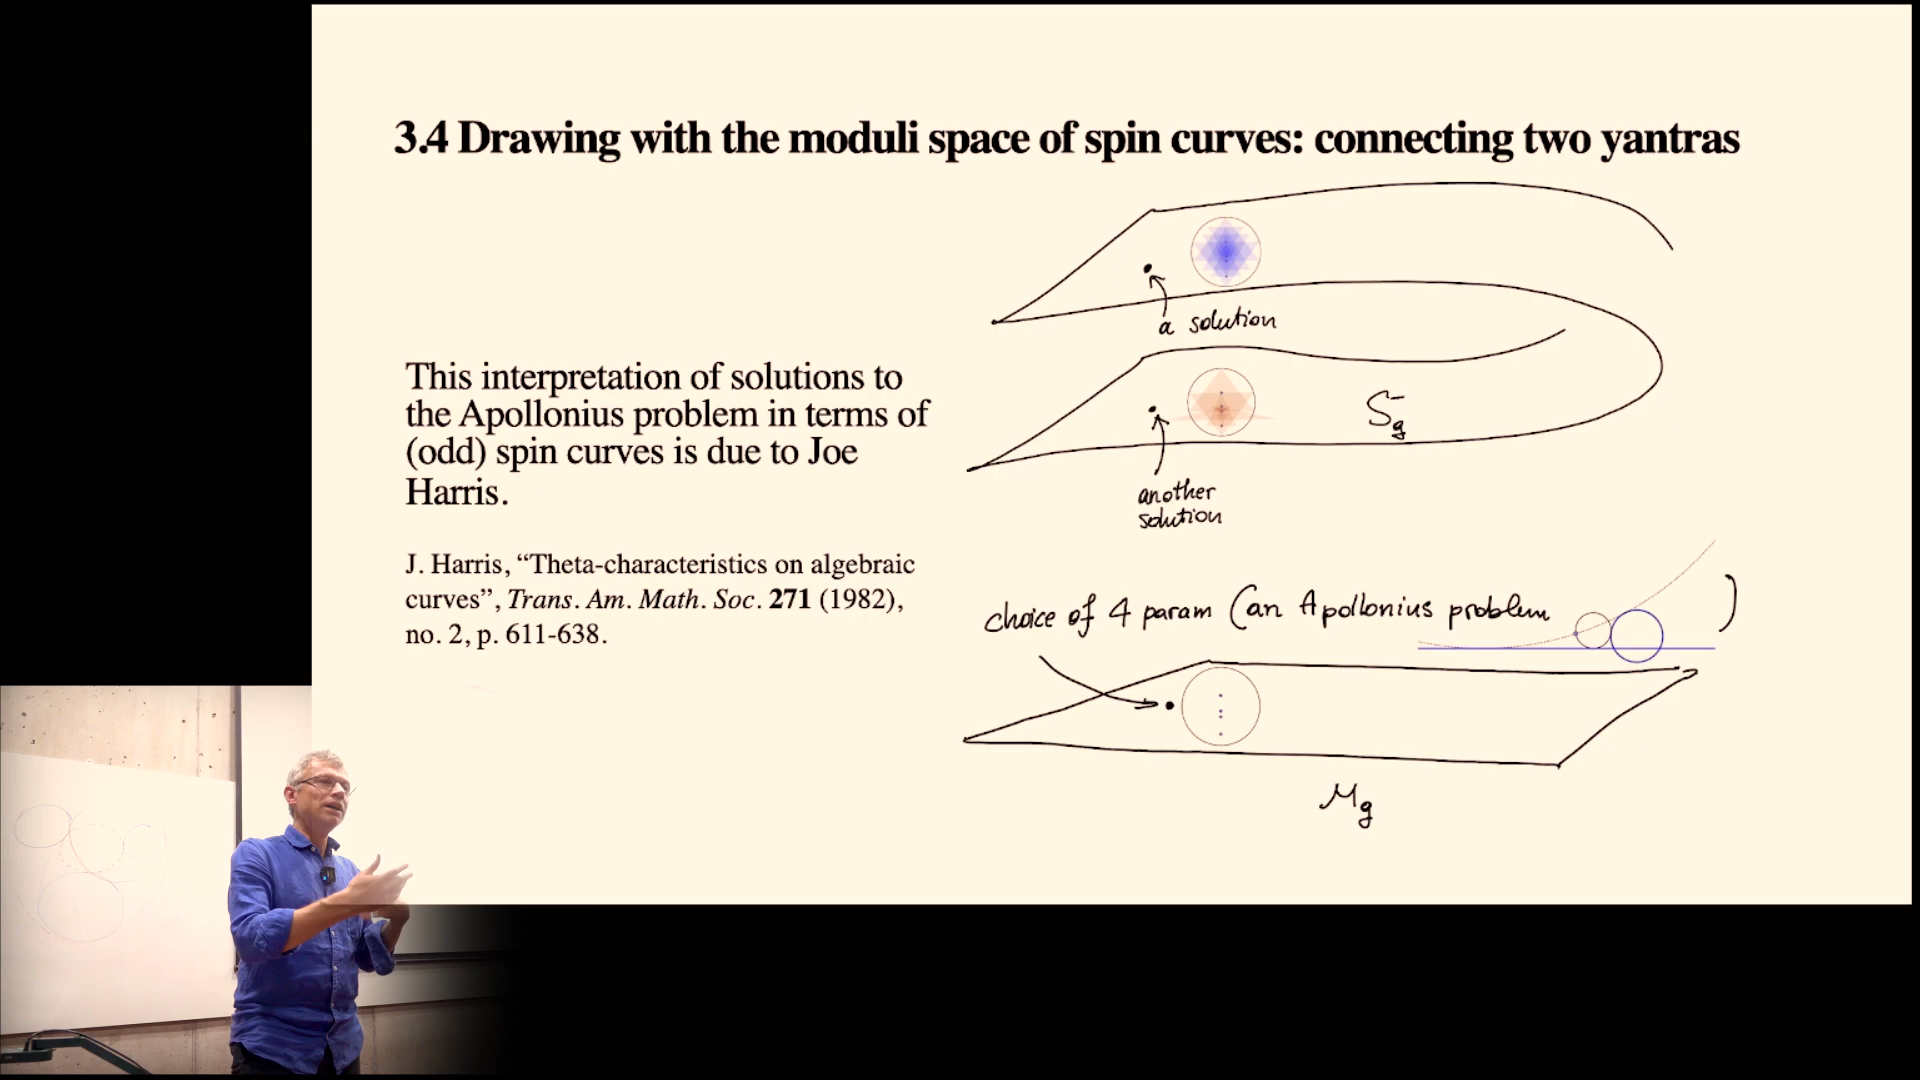 3.4 Drawing with the moduli space of spin curves: connecting two yantras
This interpretation of solutions to
the Apollonius problem in terms of
(odd) spin curves is due to Joe
Harris.
J. Harris, “Theta-characteristics on algebraic
curves”, Trans. Am. Math. Soc. 271 (1982),
no. 2, p. 611-638.
a solution
S⁻g
another
solution
choice of 4 param (an Apollonius problem )
Mg